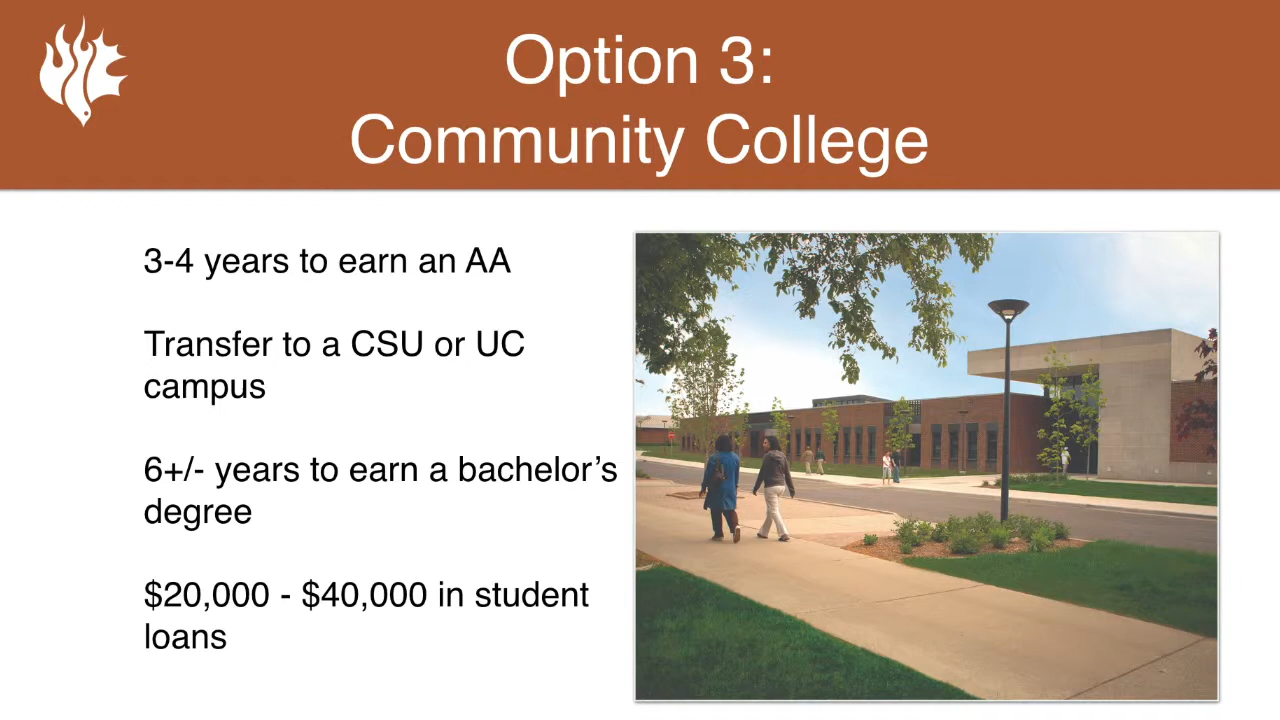 Option 3:
Community College
3-4 years to earn an AA
Transfer to a CSU or UC
campus
6+/- years to earn a bachelor’s
degree
$20,000 - $40,000 in student
loans